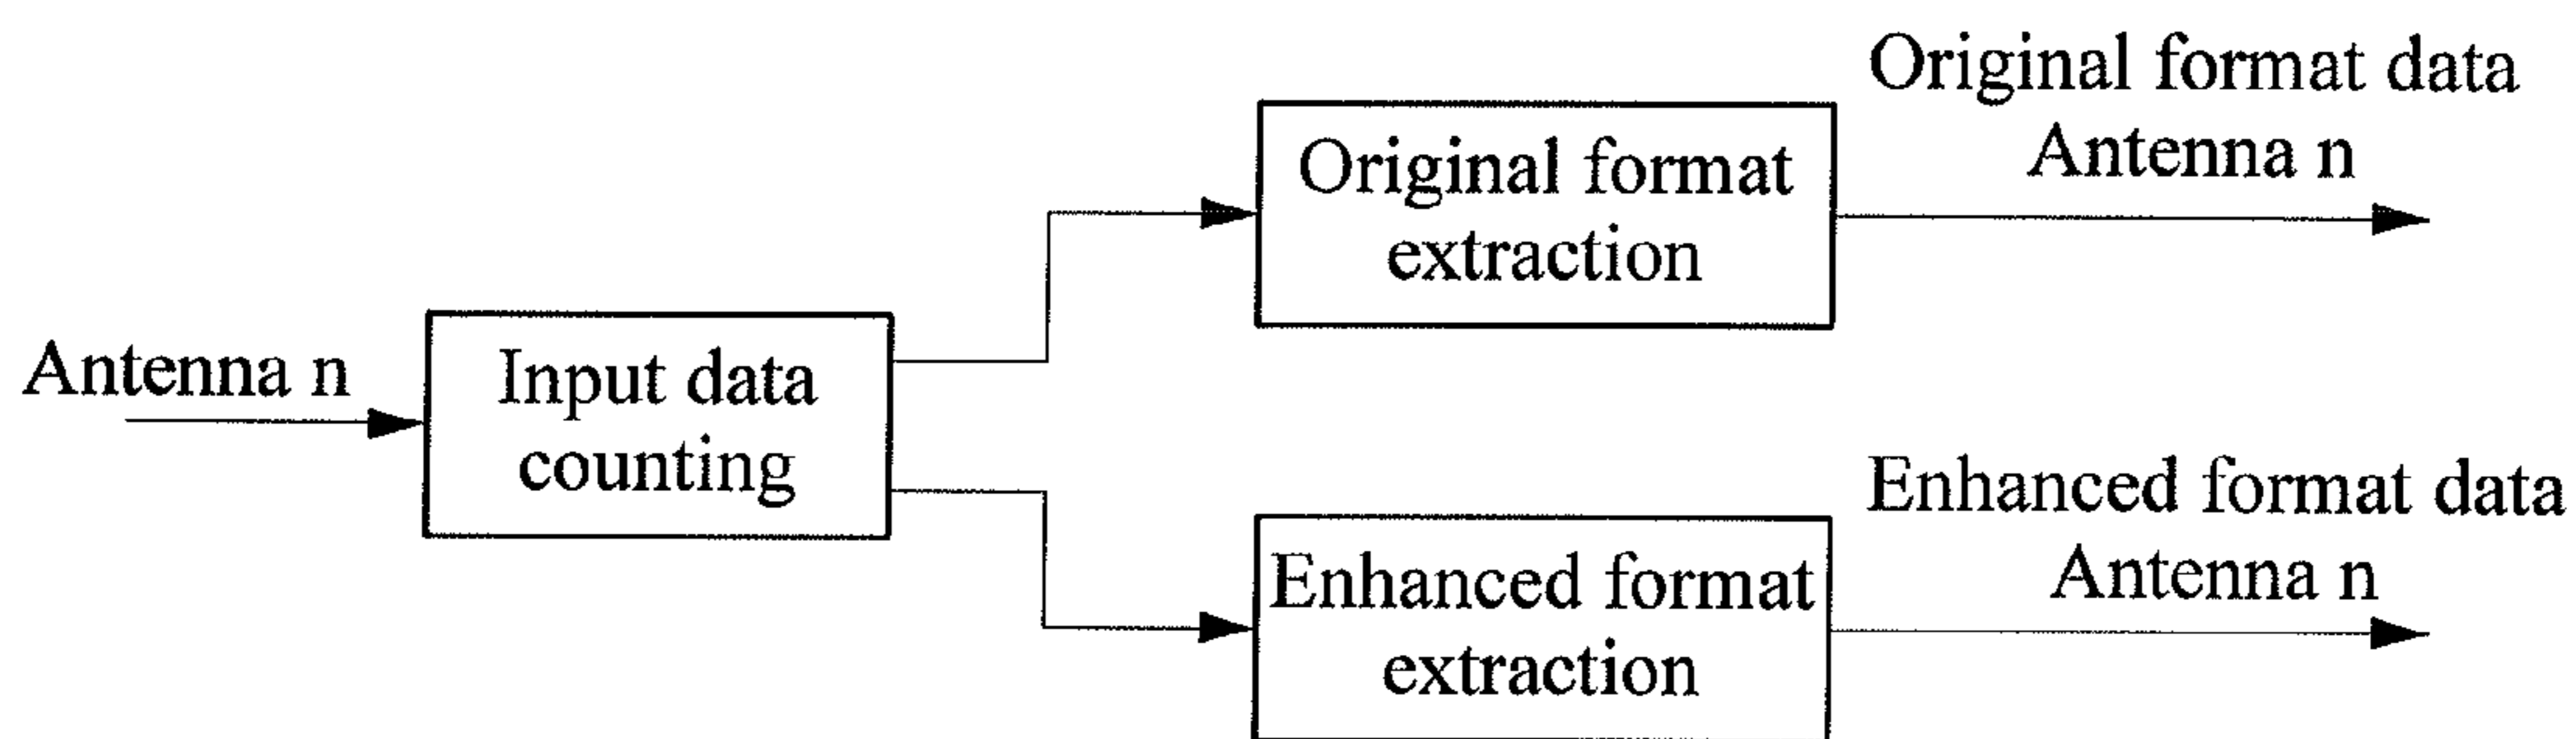 Antenna n
Input data
counting
Original format
extraction
Original format data
Antenna n
Enhanced format
extraction
Enhanced format data
Antenna n